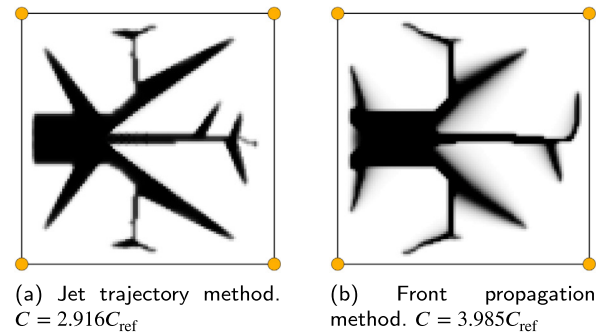 (a) Jet trajectory method.
C = 2.916C_ref
(b) Front propagation
method. C = 3.985C_ref